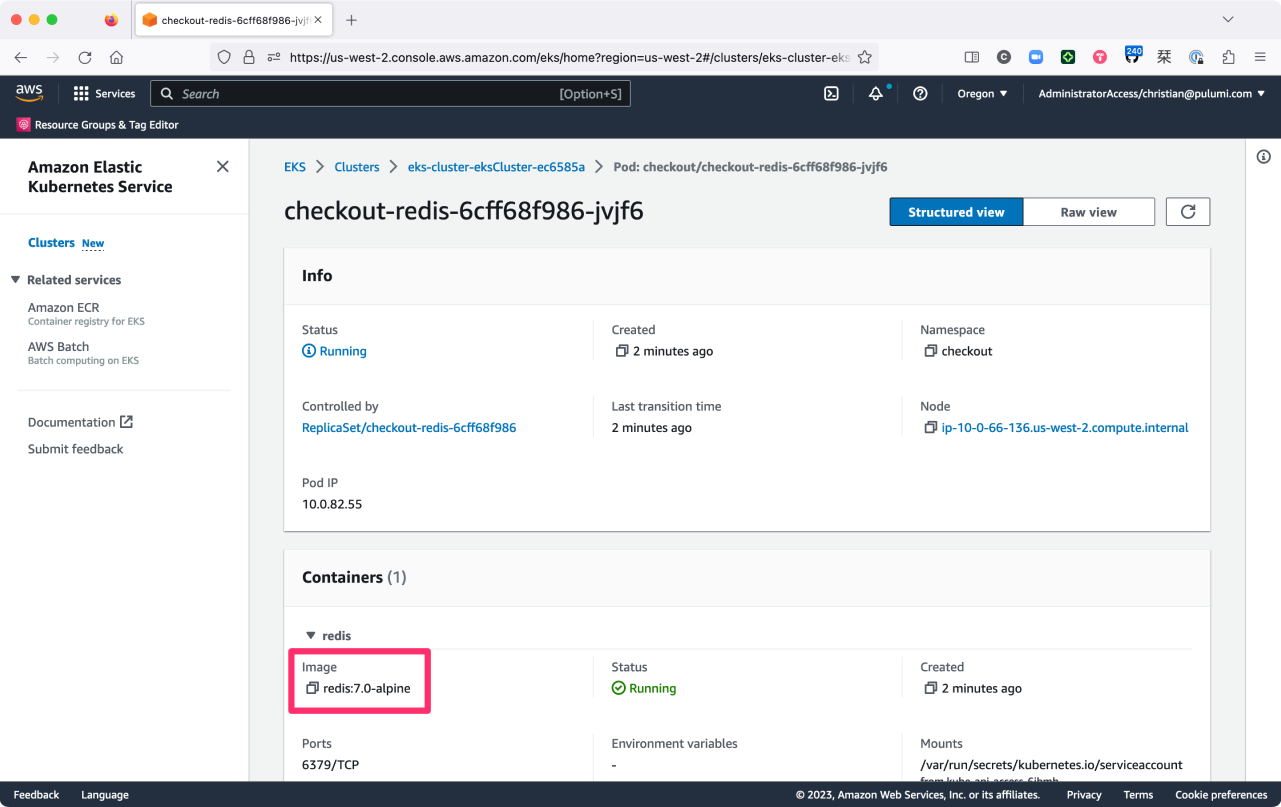 checkout-redis-6cff68f986-jvjf
https://us-west-2.console.aws.amazon.com/eks/home?region=us-west-2#/clusters/eks-cluster-eks
240
aws
Services
Search
[Option+S]
Oregon
AdministratorAccess/christian@pulumi.com
Resource Groups & Tag Editor
Amazon Elastic
Kubernetes Service
Clusters New
Related services
Amazon ECR
Container registry for EKS
AWS Batch
Batch computing on EKS
Documentation
Submit feedback
EKS
Clusters
eks-cluster-eksCluster-ec6585a
Pod: checkout/checkout-redis-6cff68f986-jvjf6
checkout-redis-6cff68f986-jvjf6
Structured view
Raw view
Info
Status
Running
Created
2 minutes ago
Namespace
checkout
Controlled by
ReplicaSet/checkout-redis-6cff68f986
Last transition time
2 minutes ago
Node
ip-10-0-66-136.us-west-2.compute.internal
Pod IP
10.0.82.55
Containers (1)
redis
Image
redis:7.0-alpine
Status
Running
Created
2 minutes ago
Ports
6379/TCP
Environment variables
-
Mounts
/var/run/secrets/kubernetes.io/serviceaccount
Feedback
Language
© 2023, Amazon Web Services, Inc. or its affiliates.
Privacy
Terms
Cookie preferences